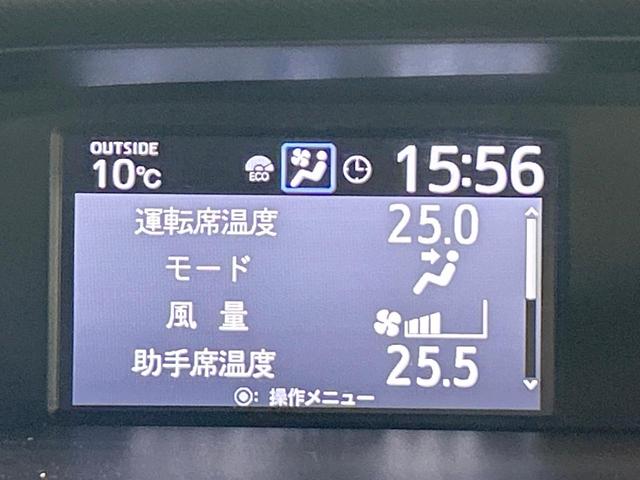 OUTSIDE
10℃ ECO 15:56
運転席温度 25.0
モード
風量
助手席温度 25.5
◉: 操作メニュー